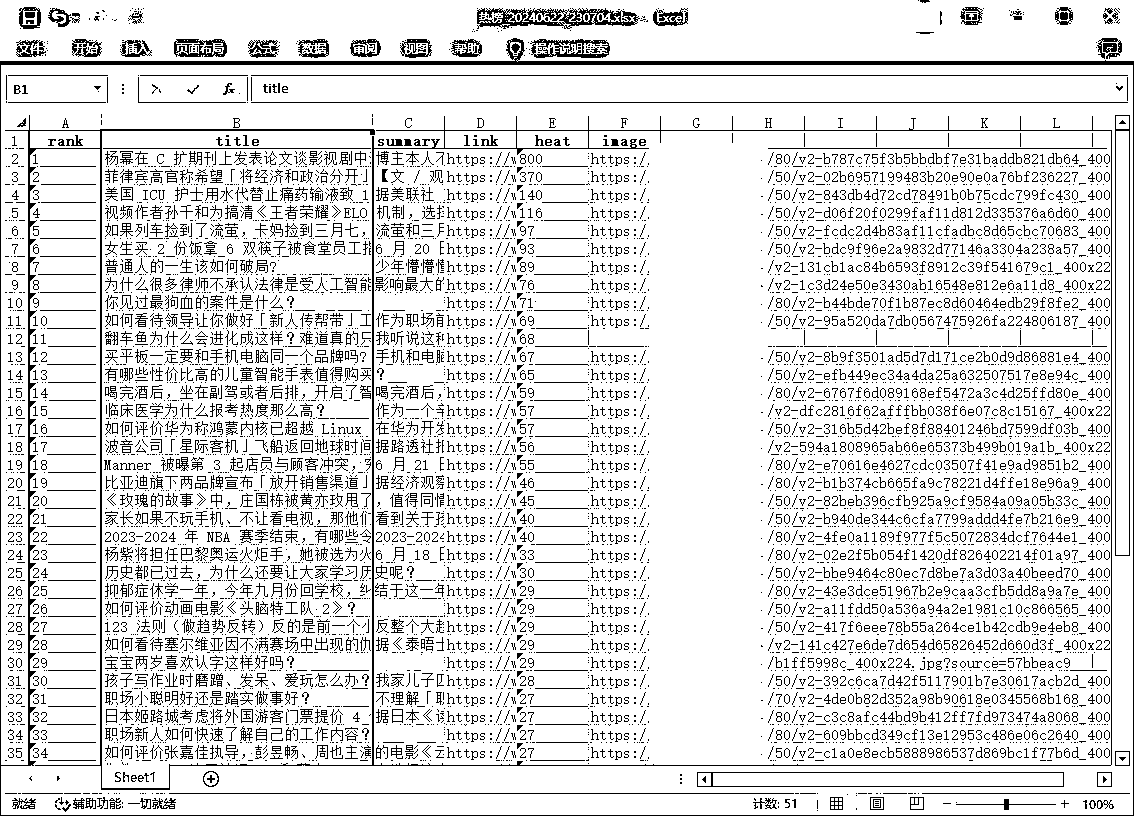 热榜_20240622_230704.xlsx - Excel
文件 开始 插入 页面布局 公式 数据 审阅 视图 帮助 操作说明搜索
B1 fx title
A B C D E F G H I J K L
1 rank title summary link heat image
2 1 杨幂在 C 扩期刊上发表论文谈影视剧中 博主本人不 https://w 800 https:/ /80/v2-b787c75f3b5bbdbf7e31baddb821db64_400
3 2 菲律宾高官称希望「将经济和政治分开」 【文 / 观 https://w 370 https:/ /50/v2-02b6957199483b20e90e0a76bf236227_400
4 3 美国 ICU 护士用水代替止痛药输液致 1 据美联社 https://w 140 https:/ /50/v2-843db4d72cd78491b0b75cdc799fc430_400
5 4 视频作者孙千和为搞清《王者荣耀》ELO 机制，选择 https://w 116 https:/ /50/v2-d06f20f0299faf11d812d335376a6d60_400
6 5 如果列车捡到了流萤，卡妈捡到三月七， 流萤和三月 https://w 97 https:/ /50/v2-fcdc2d4b83af11cfadbc8d65cbc70683_400
7 6 女生买 2 份饭拿 6 双筷子被食堂员工 6 月 20 https://w 93 https:/ /50/v2-bdc9f96e2a9832d77146a3304a238a57_400
8 7 普通人的一生该如何破局? 少年懵懵 https://w 89 https:/ /v2-131cb1ac84b6593f8912c39f541679c1_400x22
9 8 为什么很多律师不承认法律是受人工智能 影响最大的 https://w 76 https:/ /v2-1c3d24e50e3430ab16548e812e6a11d8_400x22
10 9 你见过最狗血的案件是什么？ https://w 71 https:/ /50/v2-b44bde70f1b87ec8d60464edb29f8fe2_400
11 10 如何看待领导让你做好「新人传帮带」工 作为职场前 https://w 69 https:/ /50/v2-95a520da7db0567475926fa224806187_400
12 11 翻车鱼为什么会进化成这样？难道真的只 我听说这种 https://w 68
13 12 买平板一定要和手机电脑同一个品牌吗? 手机和电脑 https://w 67 https:/ /50/v2-8b9f3501ad5d7d171ce2b0d9d86881e4_400
14 13 有哪些性价比高的儿童智能手表值得购买 ？ https://w 65 https:/ /50/v2-efb449ec34a4da25a632507517e8e94c_400
15 14 喝完酒后，坐在副驾或者后排，开启了智 喝完酒后， https://w 58 https:/ /50/v2-6767f6d089168ef5472a3c4d25ffd80e_400
16 15 临床医学为什么报考热度那么高？ 作为一个 https://w 57 https:/ /v2-dfc2816f62afffbb038f6e07c8c15167_400x22
17 16 如何评价华为称鸿蒙内核已超越 Linux 在华为开发 https://w 57 https:/ /50/v2-316b5d42bef8f88401246bd7599df03b_400
18 17 波音公司「星际客机」飞船返回地球时间 据路透社报 https://w 56 https:/ /v2-594a1808965ab66e65373b499b019a1b_400x22
19 18 Manner 被曝第 3 起店员与顾客冲突， 6 月 21 https://w 55 https:/ /50/v2-e70616e4627cdc03507f41e9ad9851b2_400
20 19 比亚迪旗下两品牌宣布「放开销售渠道」 据经济观察 https://w 46 https:/ /50/v2-b1b374cb665fa9c78221d4ffe18e96a9_400
21 20 《玫瑰的故事》中，庄国栋被黄亦玫甩了 ，值得同情 https://w 45 https:/ /50/v2-82beb396cfb925a9cf9584a09a05b33c_400
22 21 家长如果不玩手机、不让看电视，那他们 看到关于孩 https://w 40 https:/ /50/v2-b940de344c6cfa7799addd4fe7b216e9_400
23 22 2023-2024 年 NBA 赛季结束，有哪些令 2023-2024 https://w 40 https:/ /50/v2-4fe0a1189f977f5c5072834dcf7644e1_400
24 23 杨紫将担任巴黎奥运火炬手，她被选为火 6 月 18 https://w 33 https:/ /50/v2-02e2f5b054f1420df826402214f01a97_400
25 24 历史都已过去，为什么还要让大家学习历 史呢？ https://w 30 https:/ /50/v2-bbe9464c80ec7d8be7a3d03a40beed70_400
26 25 抑郁症休学一年，今年九月份回学校，纠 结于这一年 https://w 29 https:/ /50/v2-43e3dce51967b2e9caa3cfb5dd8a9a7e_400
27 26 如何评价动画电影《头脑特工队 2》？ https://w 29 https:/ /50/v2-a11fdd50a536a94a2e1981c10c866565_400
28 27 123 法则（做趋势反转）反的是前一个小 反整个大趋 https://w 29 https:/ /50/v2-417f6eee78b55a264ce1b42cdb9e4eb8_400
29 28 如何看待塞尔维亚因不满赛场中出现的仇 据《泰晤士 https://w 29 https:/ /v2-141c427e6de7d654d65826452d660d3f_400x22
30 29 宝宝两岁喜欢认字这样好吗？ https://w 29 https:/ /b1ff5998c_400x224.jpg?source=57bbeac9
31 30 孩子写作业时磨蹭、发呆、爱玩怎么办？ 我家儿子四 https://w 28 https:/ /50/v2-392c6ca7d42f5117901b7e30617acb2d_400
32 31 职场小聪明好还是踏实做事好？ 不理解「职 https://w 27 https:/ /70/v2-4de0b82d352a98b90618e0345568b168_400
33 32 日本姬路城考虑将外国游客门票提价 4 据日本《读 https://w 27 https:/ /50/v2-c3c8afc44bd9b412ff7fd973474a8068_400
34 33 职场新人如何快速了解自己的工作内容？ https://w 27 https:/ /50/v2-609bbcd349cf13e12953c486e06c2640_400
35 34 如何评价张嘉佳执导，彭昱畅、周也主演 的电影《云 https://w 27 https:/ /50/v2-c1a0e8ecb5888986537d869bc1f77b6d_400
Sheet1
就绪 辅助功能: 一切就绪 计数: 51 100%